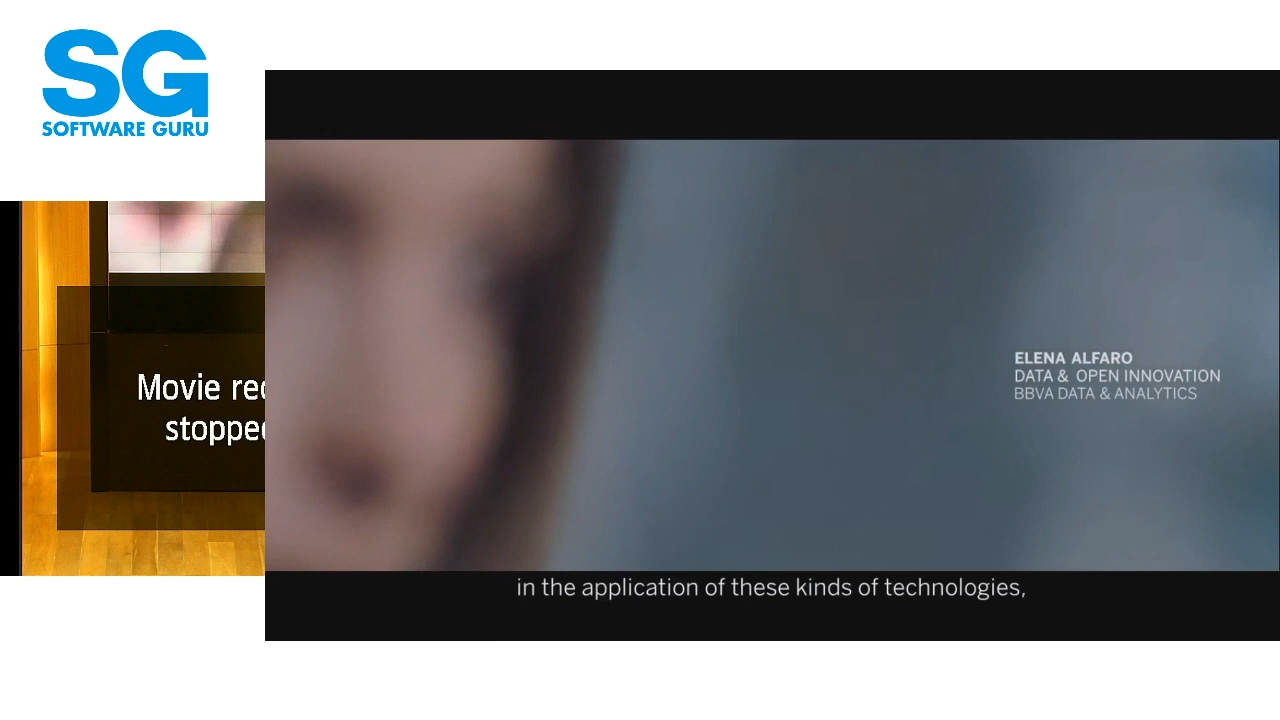 SG
SOFTWARE GURU
Movie rec
stopped
ELENA ALFARO
DATA & OPEN INNOVATION
BBVA DATA & ANALYTICS
in the application of these kinds of technologies,